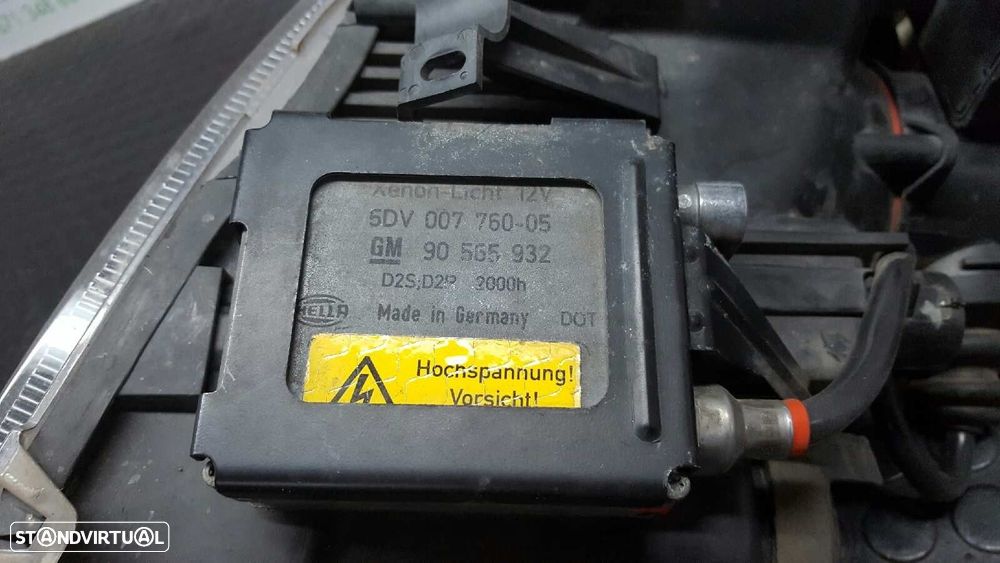 Xenon-Licht 12V
5DV 007 760-05
GM 90 565 932
D2S;D2R 2000h
HELLA Made in Germany DOT
Hochspannung!
Vorsicht!
STANDVIRTUAL